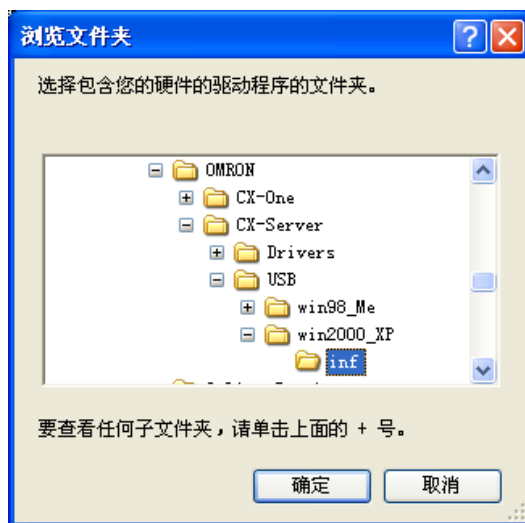 浏览文件夹
选择包含您的硬件的驱动程序的文件夹。
OMRON
CX-One
CX-Server
Drivers
USB
win98_Me
win2000_XP
inf
要查看任何子文件夹，请单击上面的 + 号。
确定 取消